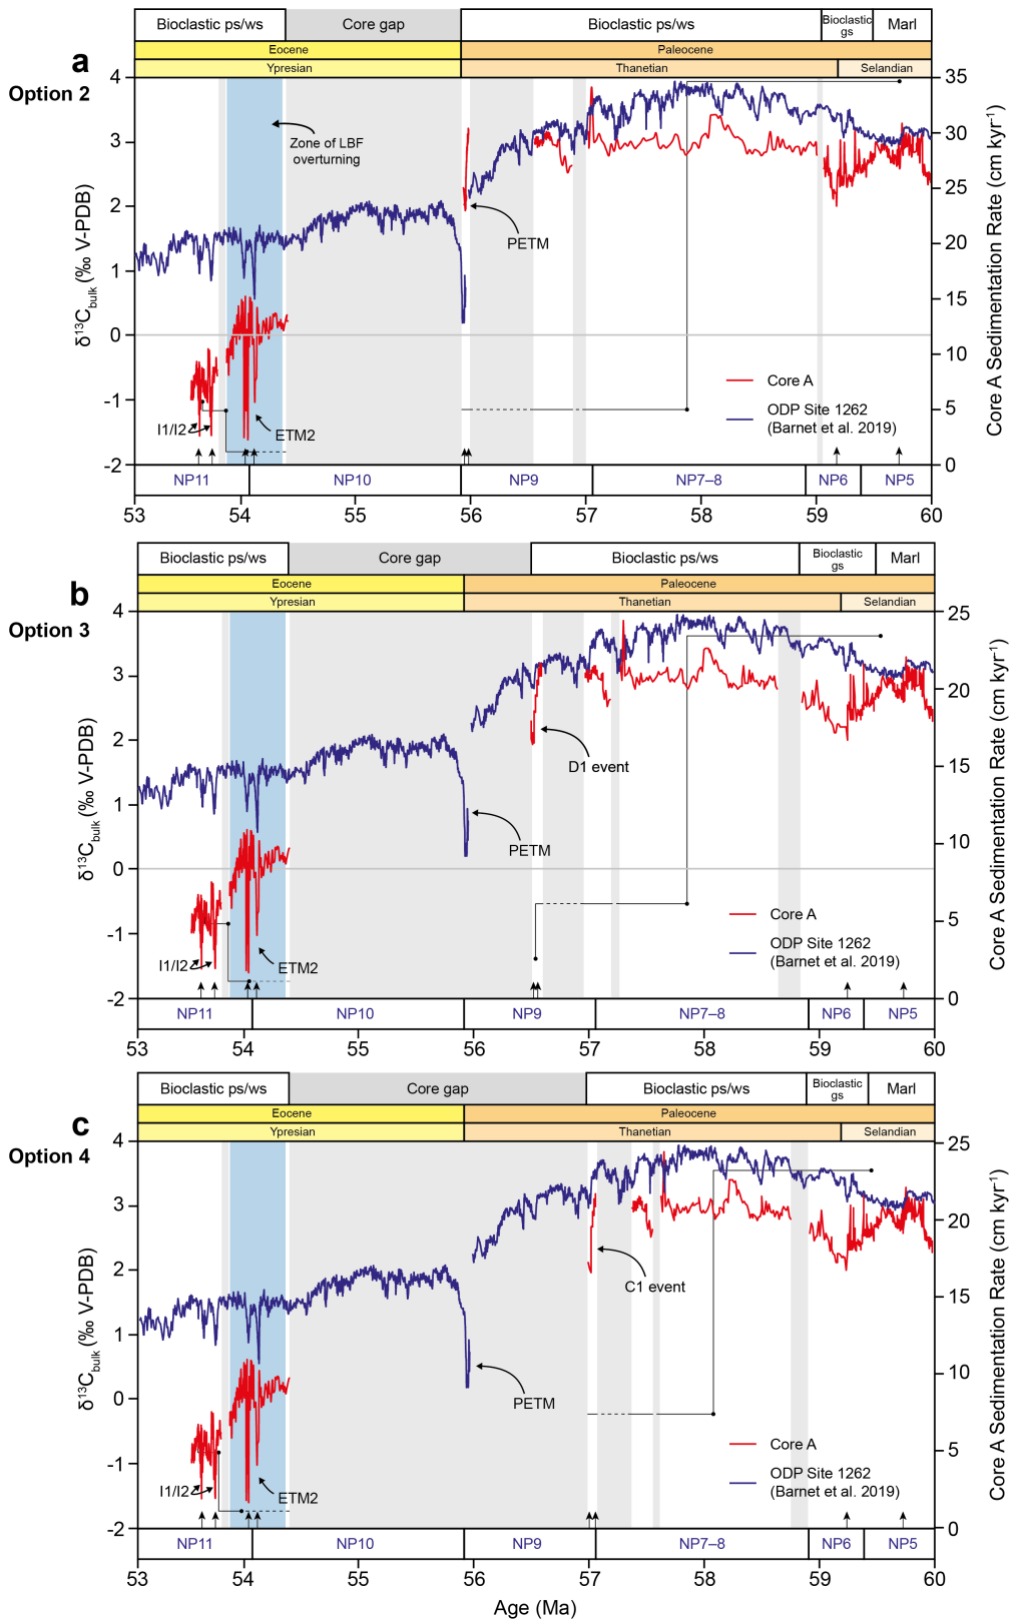 Bioclastic ps/ws
Core gap
Bioclastic ps/ws
Bioclastic
gs
Marl
Eocene
Paleocene
a
Ypresian
Thanetian
Selandian
Option 2
4
3
2
1
0
-1
-2
δ13Cbulk (‰ V-PDB)
35
30
25
20
15
10
5
0
Core A Sedimentation Rate (cm kyr-1)
Zone of LBF
overturning
PETM
I1/I2
ETM2
Core A
ODP Site 1262
(Barnet et al. 2019)
NP11
NP10
NP9
NP7–8
NP6
NP5
53
54
55
56
57
58
59
60
Bioclastic ps/ws
Core gap
Bioclastic ps/ws
Bioclastic
gs
Marl
Eocene
Paleocene
b
Ypresian
Thanetian
Selandian
Option 3
4
3
2
1
0
-1
-2
δ13Cbulk (‰ V-PDB)
25
20
15
10
5
0
Core A Sedimentation Rate (cm kyr-1)
D1 event
PETM
I1/I2
ETM2
Core A
ODP Site 1262
(Barnet et al. 2019)
NP11
NP10
NP9
NP7–8
NP6
NP5
53
54
55
56
57
58
59
60
Bioclastic ps/ws
Core gap
Bioclastic ps/ws
Bioclastic
gs
Marl
Eocene
Paleocene
c
Ypresian
Thanetian
Selandian
Option 4
4
3
2
1
0
-1
-2
δ13Cbulk (‰ V-PDB)
25
20
15
10
5
0
Core A Sedimentation Rate (cm kyr-1)
C1 event
PETM
I1/I2
ETM2
Core A
ODP Site 1262
(Barnet et al. 2019)
NP11
NP10
NP9
NP7–8
NP6
NP5
53
54
55
56
57
58
59
60
Age (Ma)